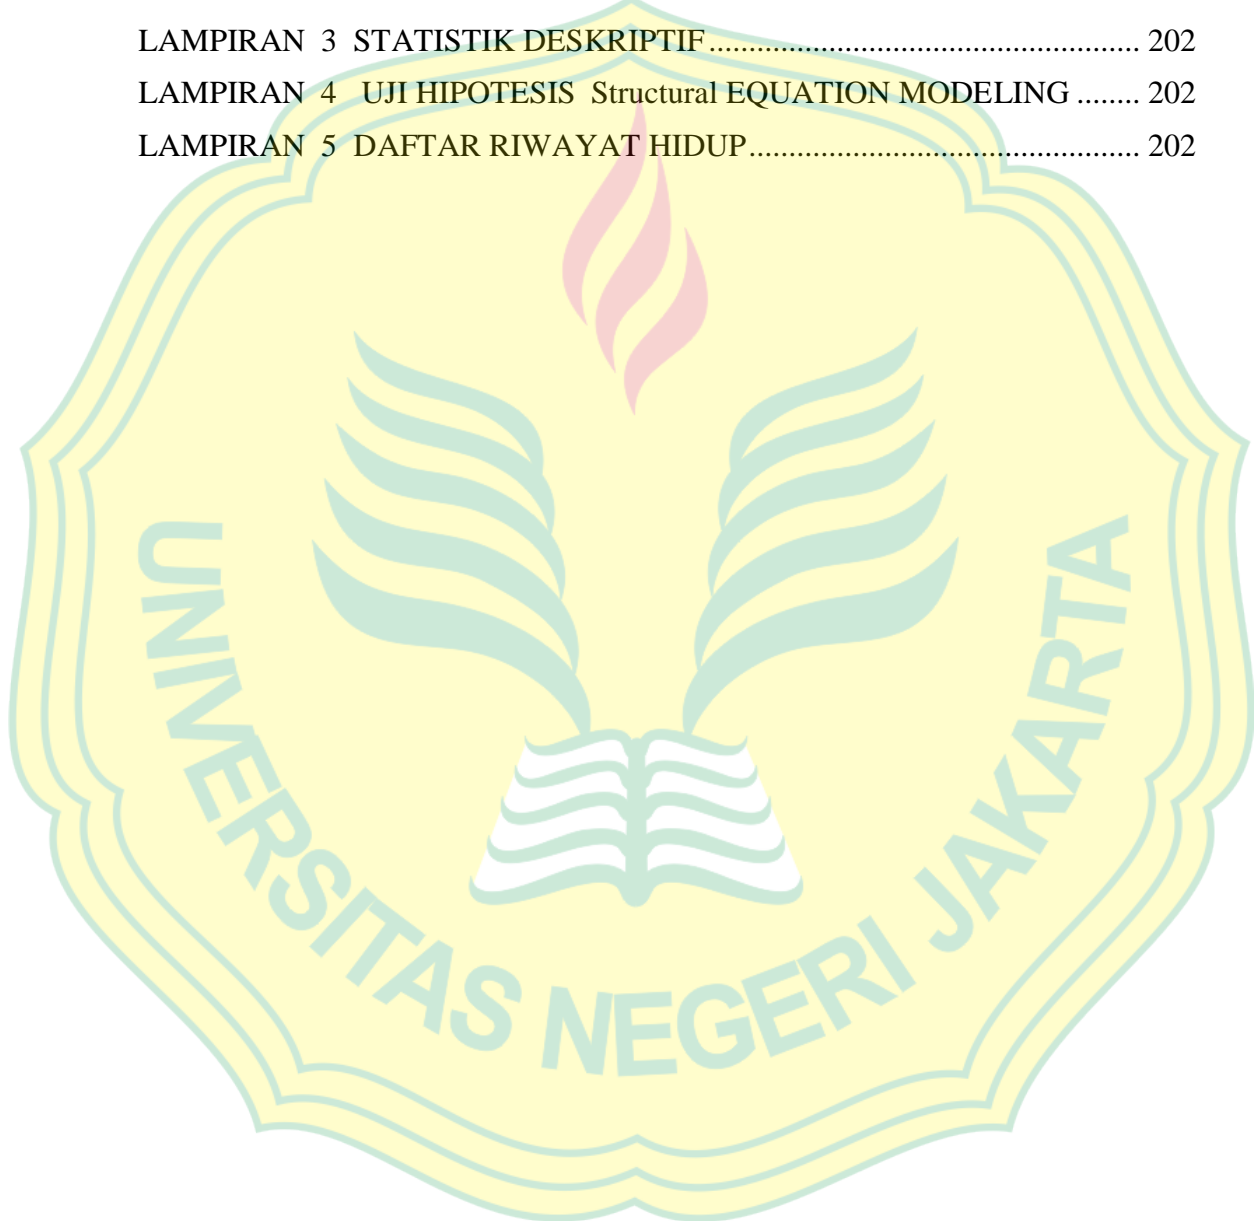 LAMPIRAN  3  STATISTIK DESKRIPTIF...................................................... 202
LAMPIRAN  4   UJI HIPOTESIS  Structural EQUATION MODELING ........ 202
LAMPIRAN  5  DAFTAR RIWAYAT HIDUP................................................. 202
UNIVERSITAS NEGERI JAKARTA